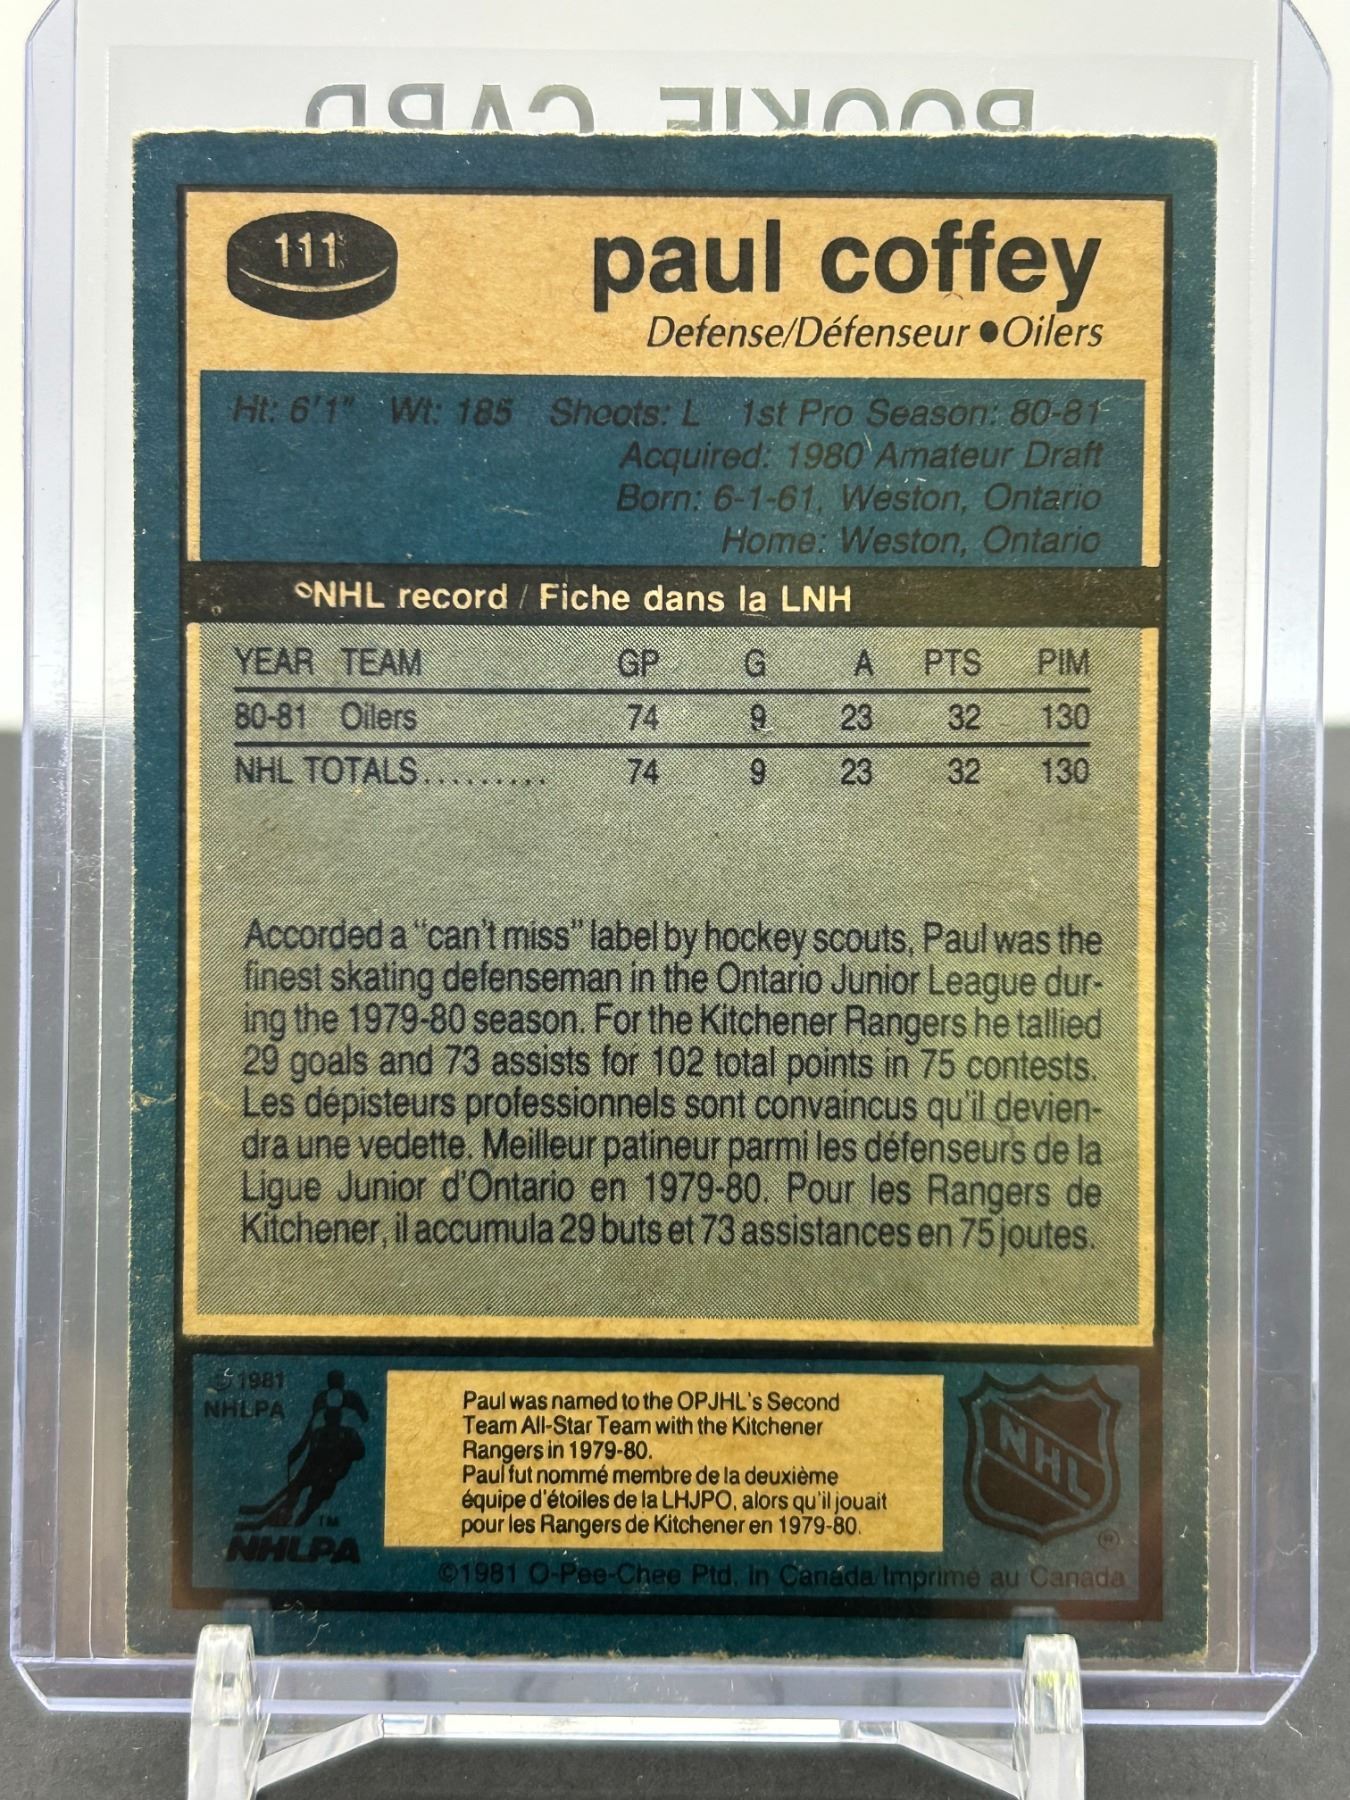 ROOKIE CARD
111
paul coffey
Defense/Défenseur ●Oilers
Ht: 6'1" Wt: 185 Shoots: L 1st Pro Season: 80-81
Acquired: 1980 Amateur Draft
Born: 6-1-61, Weston, Ontario
Home: Weston, Ontario
NHL record / Fiche dans la LNH
YEAR TEAM GP G A PTS PIM
80-81 Oilers 74 9 23 32 130
NHL TOTALS......... 74 9 23 32 130
Accorded a "can't miss" label by hockey scouts, Paul was the
finest skating defenseman in the Ontario Junior League dur-
ing the 1979-80 season. For the Kitchener Rangers he tallied
29 goals and 73 assists for 102 total points in 75 contests.
Les dépisteurs professionnels sont convaincus qu'il devien-
dra une vedette. Meilleur patineur parmi les défenseurs de la
Ligue Junior d'Ontario en 1979-80. Pour les Rangers de
Kitchener, il accumula 29 buts et 73 assistances en 75 joutes.
© 1981
NHLPA
TM
NHLPA
Paul was named to the OPJHL's Second
Team All-Star Team with the Kitchener
Rangers in 1979-80.
Paul fut nommé membre de la deuxième
équipe d'étoiles de la LHJPO, alors qu'il jouait
pour les Rangers de Kitchener en 1979-80.
NHL
®
©1981 O-Pee-Chee Ptd. in Canada/Imprimé au Canada